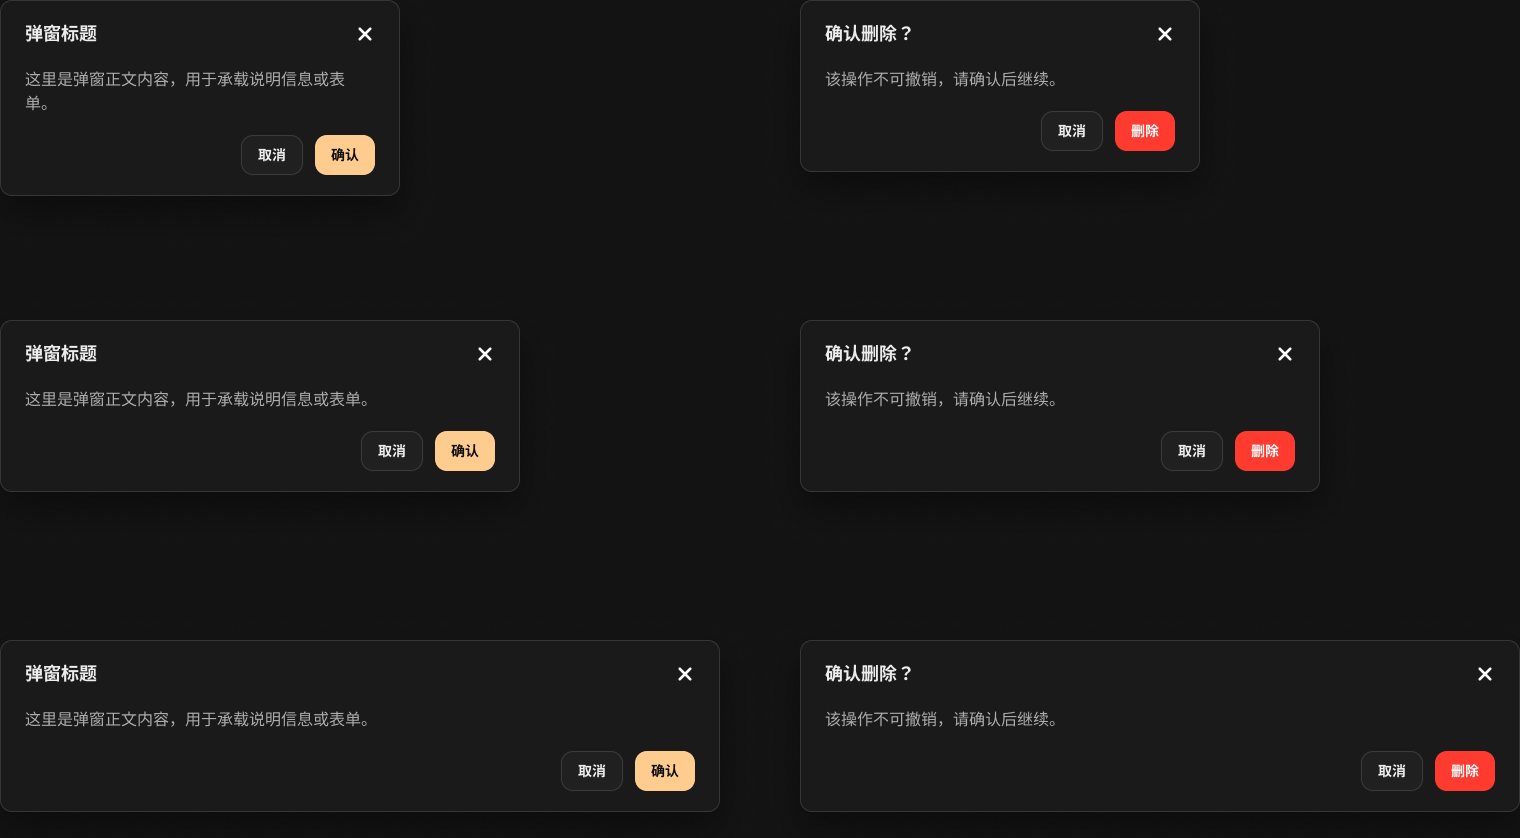 弹窗标题
这里是弹窗正文内容，用于承载说明信息或表
单。
取消
确认
确认删除？
该操作不可撤销，请确认后继续。
取消
删除
弹窗标题
这里是弹窗正文内容，用于承载说明信息或表单。
取消
确认
确认删除？
该操作不可撤销，请确认后继续。
取消
删除
弹窗标题
这里是弹窗正文内容，用于承载说明信息或表单。
取消
确认
确认删除？
该操作不可撤销，请确认后继续。
取消
删除